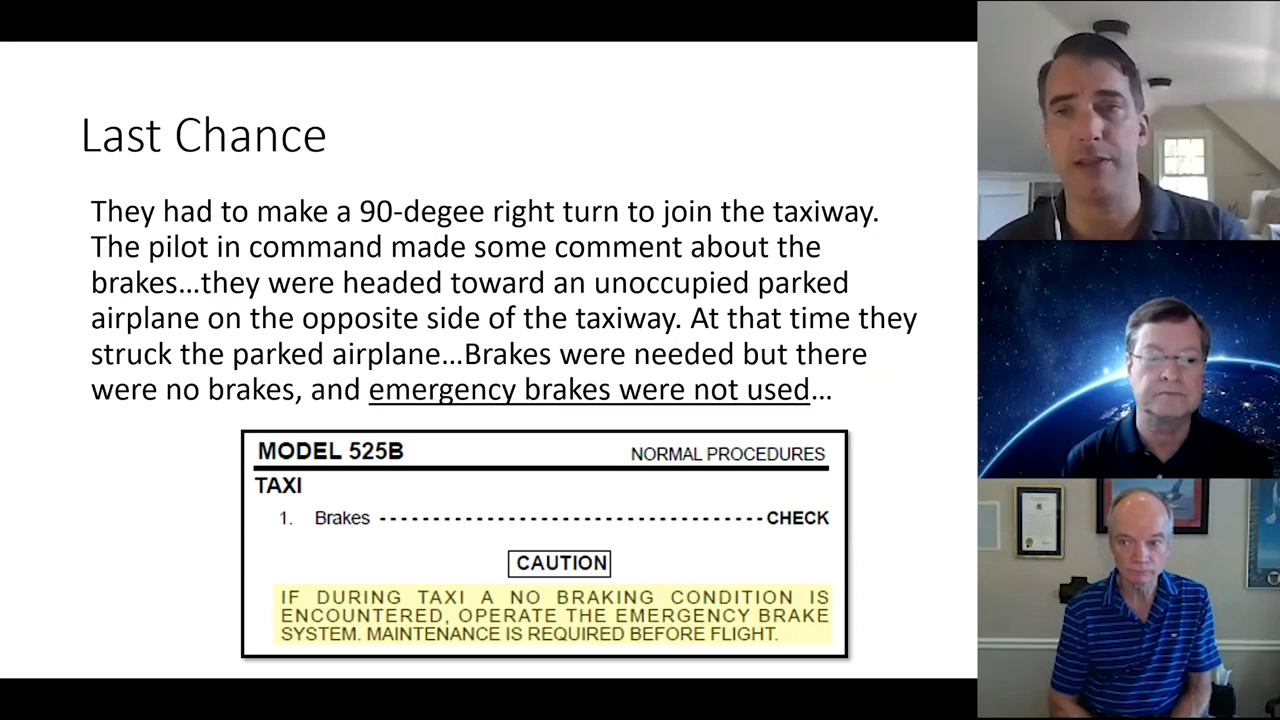 Last Chance
They had to make a 90-degee right turn to join the taxiway.
The pilot in command made some comment about the
brakes…they were headed toward an unoccupied parked
airplane on the opposite side of the taxiway. At that time they
struck the parked airplane…Brakes were needed but there
were no brakes, and emergency brakes were not used…
MODEL 525B NORMAL PROCEDURES
TAXI
1. Brakes - - - - - - - - - - - - - - - - - - - - - - - - - - - - - - - - - - - CHECK
CAUTION
IF DURING TAXI A NO BRAKING CONDITION IS
ENCOUNTERED, OPERATE THE EMERGENCY BRAKE
SYSTEM. MAINTENANCE IS REQUIRED BEFORE FLIGHT.